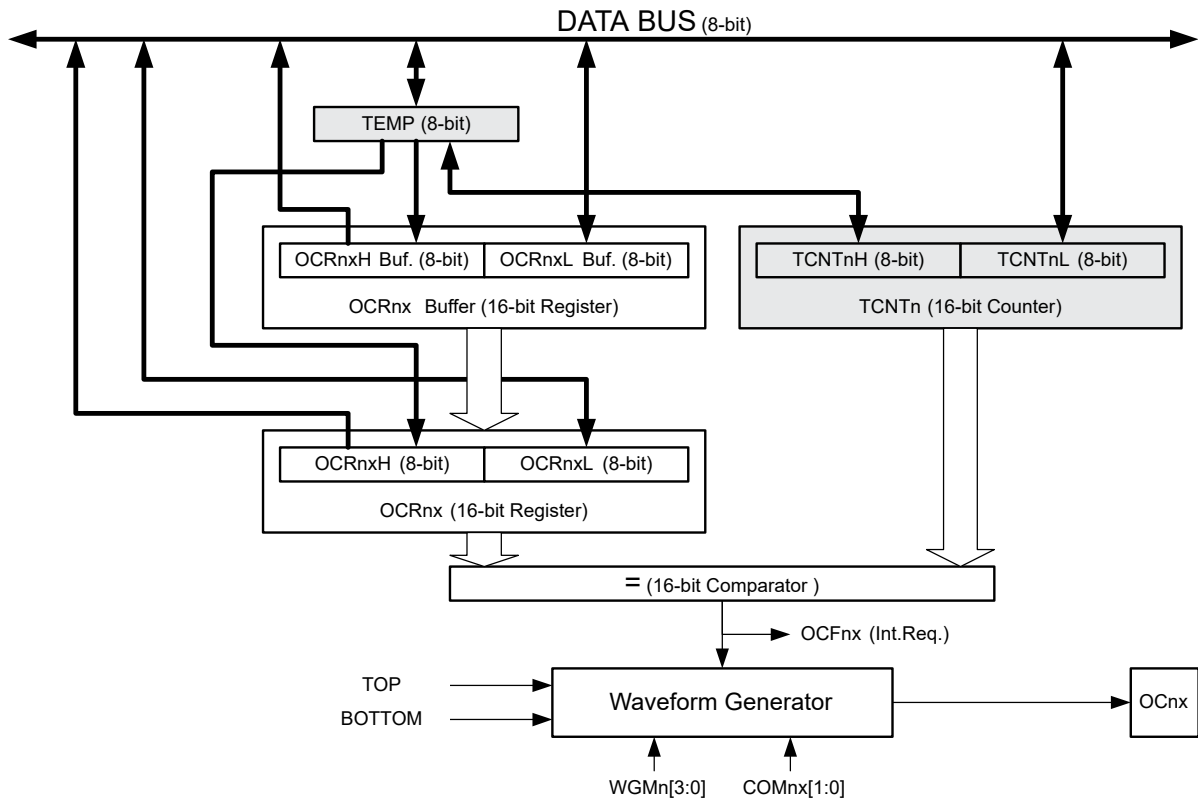 DATA BUS (8-bit)
TEMP (8-bit)
OCRnxH Buf. (8-bit)
OCRnxL Buf. (8-bit)
OCRnx Buffer (16-bit Register)
TCNTnH (8-bit)
TCNTnL (8-bit)
TCNTn (16-bit Counter)
OCRnxH (8-bit)
OCRnxL (8-bit)
OCRnx (16-bit Register)
= (16-bit Comparator )
OCFnx (Int.Req.)
TOP
BOTTOM
Waveform Generator
OCnx
WGMn[3:0]
COMnx[1:0]